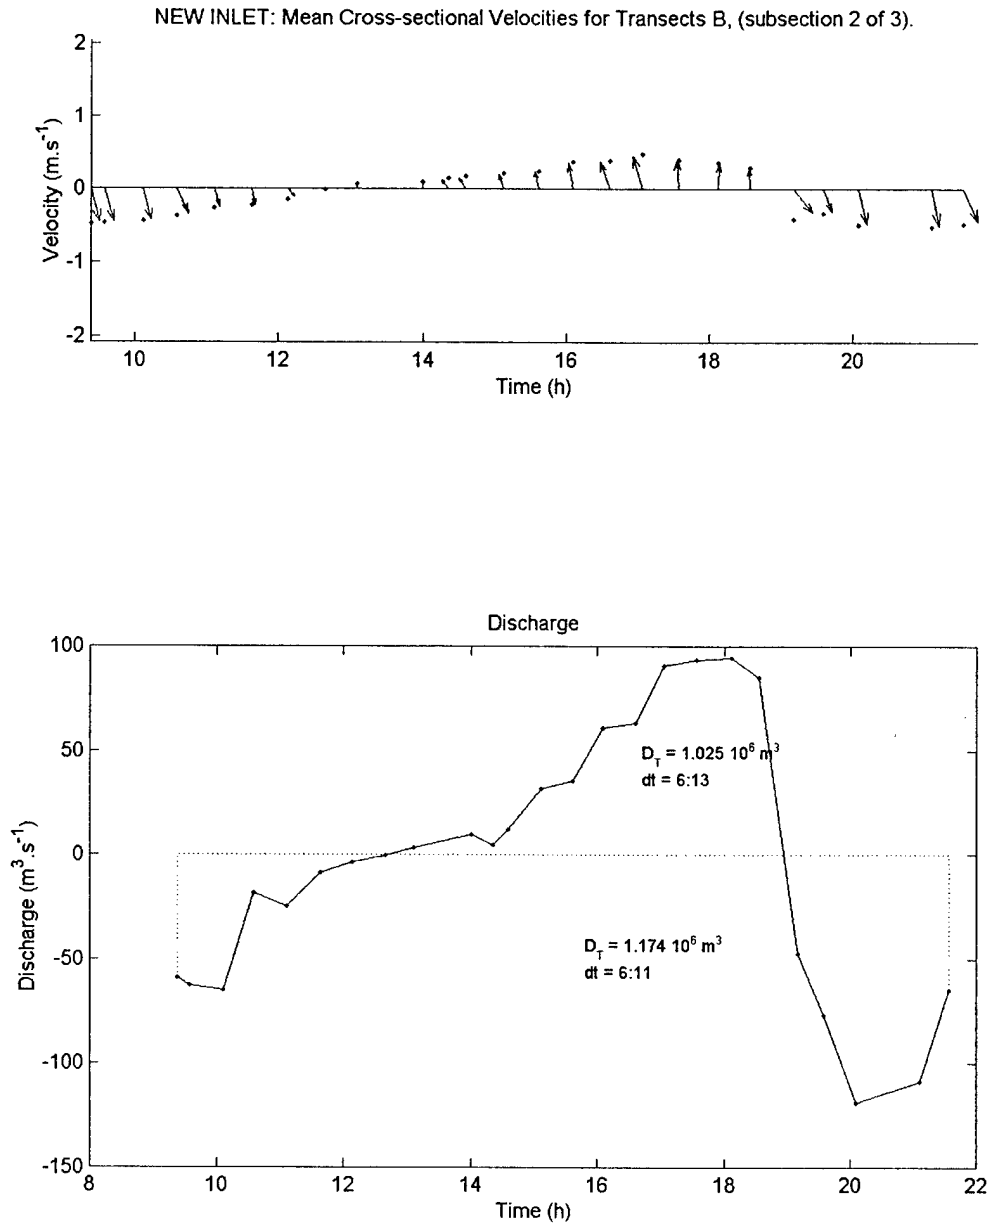 NEW INLET: Mean Cross-sectional Velocities for Transects B, (subsection 2 of 3).
2
1
0
-1
-2
Velocity (m.s⁻¹)
10 12 14 16 18 20
Time (h)
Discharge
100
50
0
-50
-100
-150
Discharge (m³.s⁻¹)
D_T = 1.025 10⁶ m³
dt = 6:13
D_T = 1.174 10⁶ m³
dt = 6:11
8 10 12 14 16 18 20 22
Time (h)